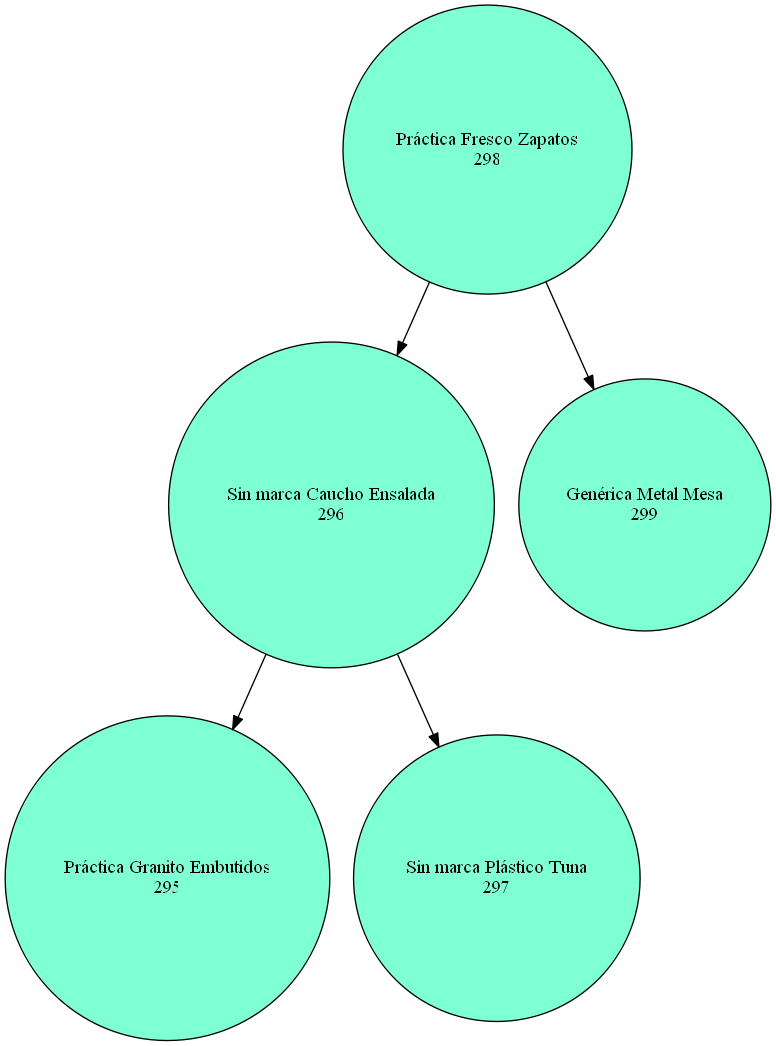 Práctica Fresco Zapatos
298
Sin marca Caucho Ensalada
296
Genérica Metal Mesa
299
Práctica Granito Embutidos
295
Sin marca Plástico Tuna
297